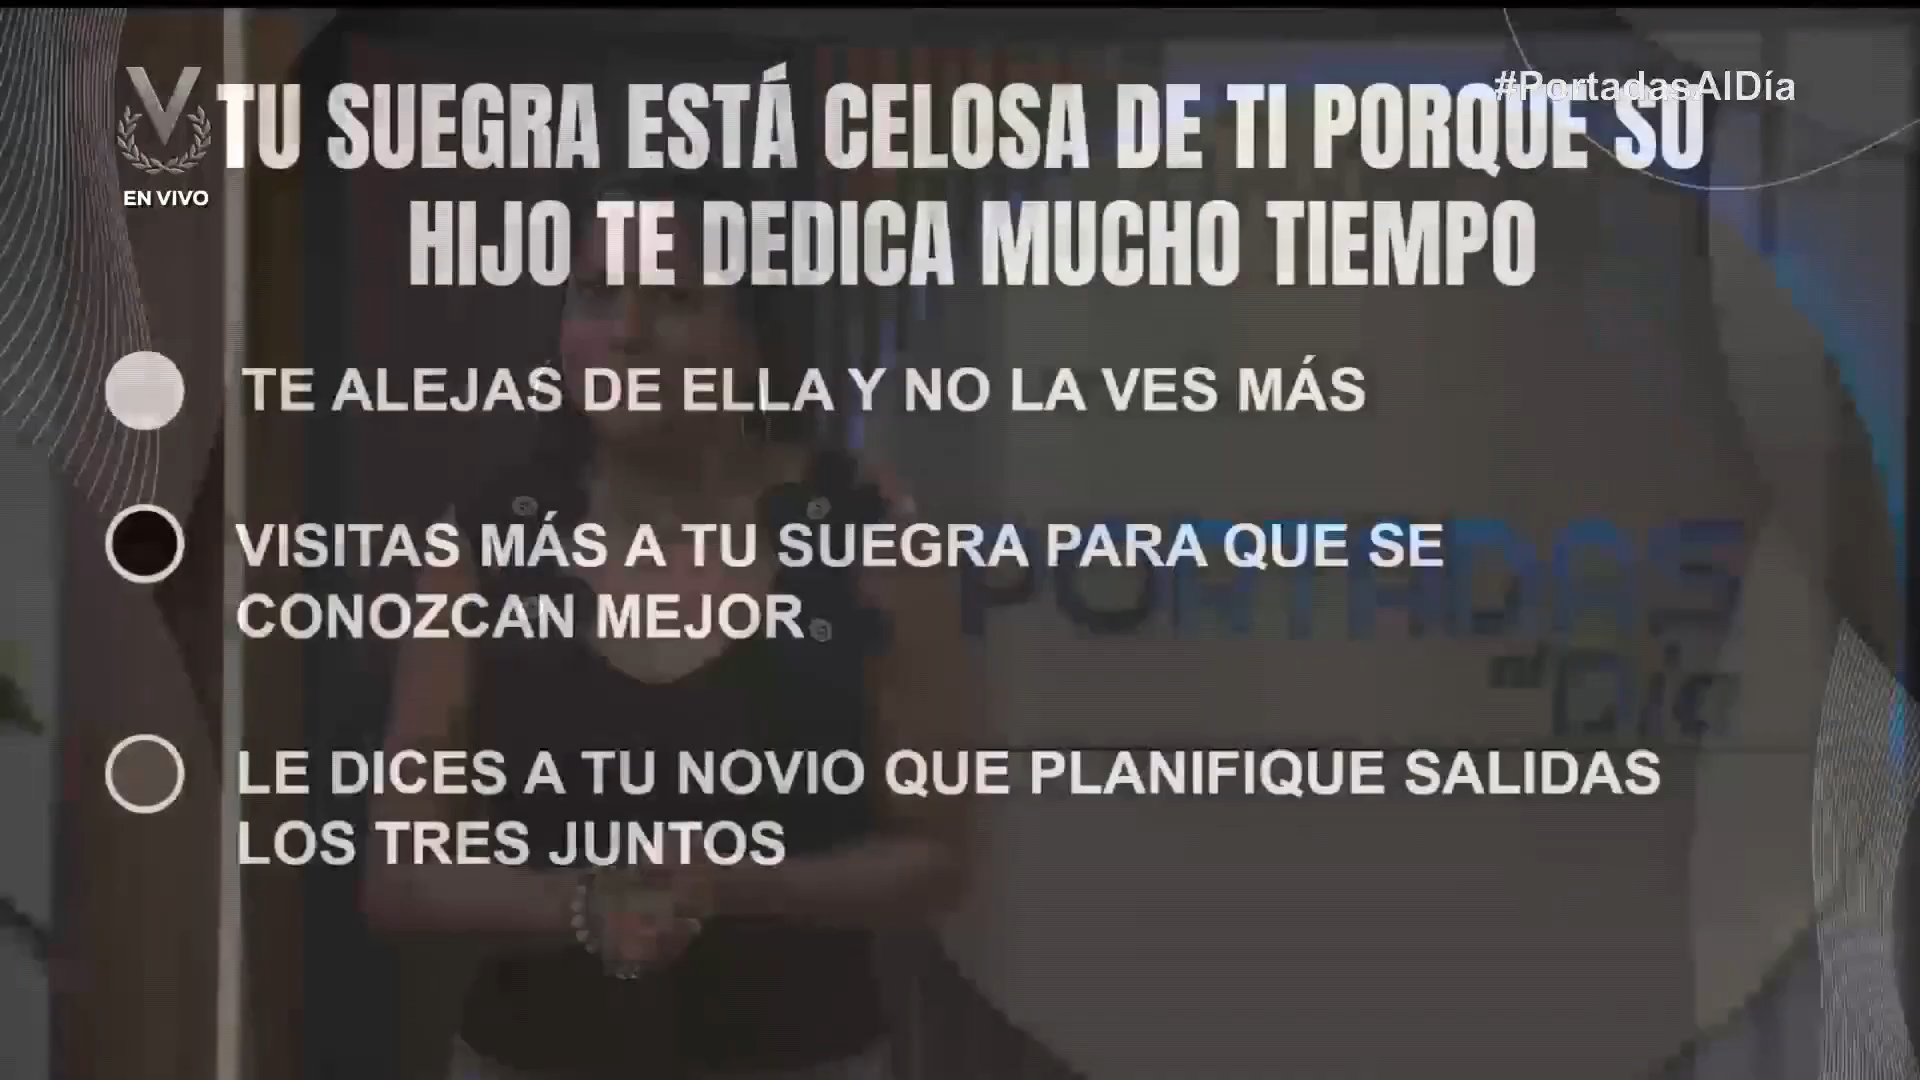 #PortadasAlDía
V
EN VIVO
TU SUEGRA ESTÁ CELOSA DE TI PORQUE SU
HIJO TE DEDICA MUCHO TIEMPO
TE ALEJAS DE ELLA Y NO LA VES MÁS
VISITAS MÁS A TU SUEGRA PARA QUE SE
CONOZCAN MEJOR
LE DICES A TU NOVIO QUE PLANIFIQUE SALIDAS
LOS TRES JUNTOS
PORTADAS
al Día